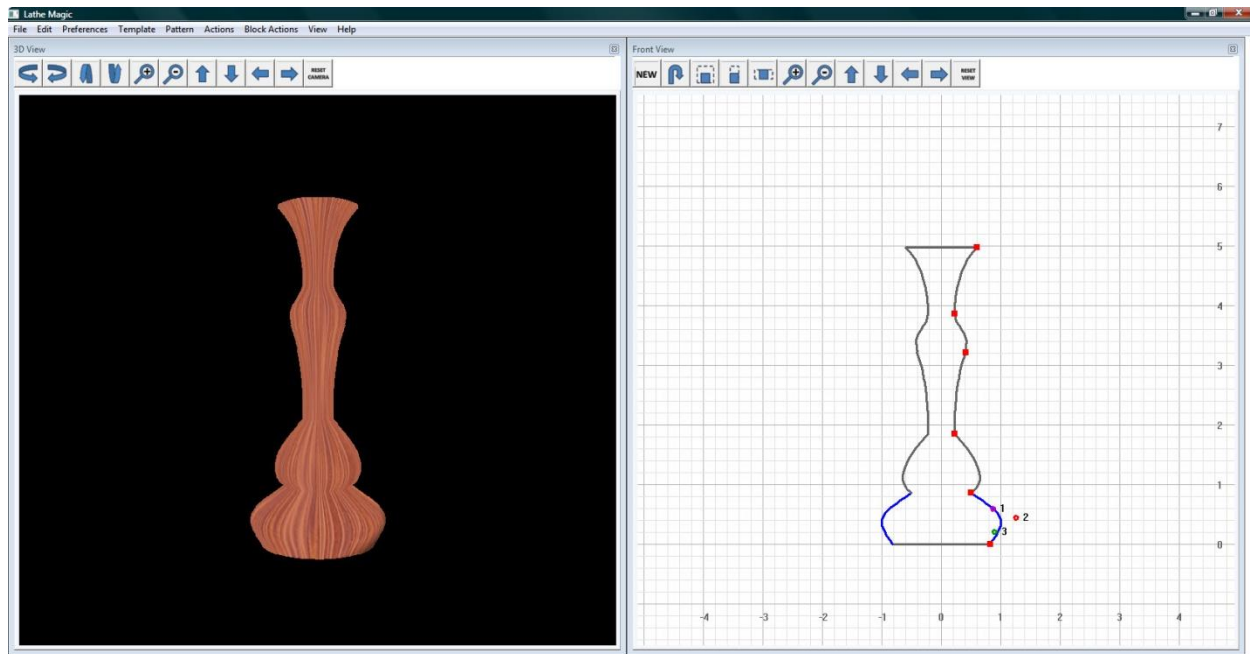 Lathe Magic
File Edit Preferences Template Pattern Actions Block Actions View Help
3D View
RESET
CAMERA
Front View
NEW
RESET
VIEW
7
6
5
4
3
2
1
1
2
3
0
-4 -3 -2 -1 0 1 2 3 4